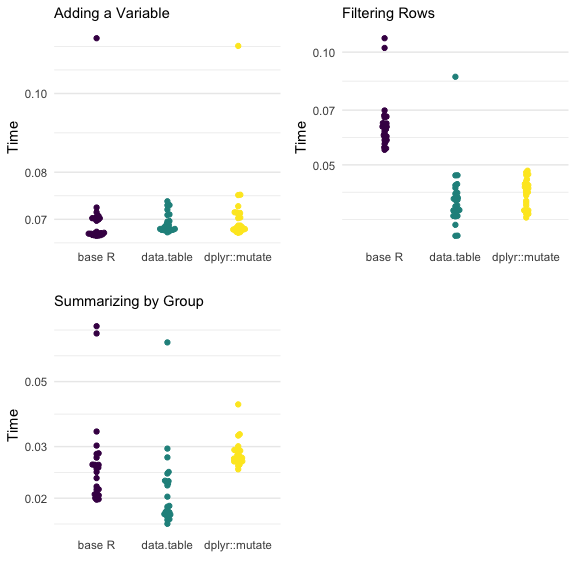 Adding a Variable
Time
0.10
0.08
0.07
base R data.table dplyr::mutate
Filtering Rows
Time
0.10
0.07
0.05
base R data.table dplyr::mutate
Summarizing by Group
Time
0.05
0.03
0.02
base R data.table dplyr::mutate